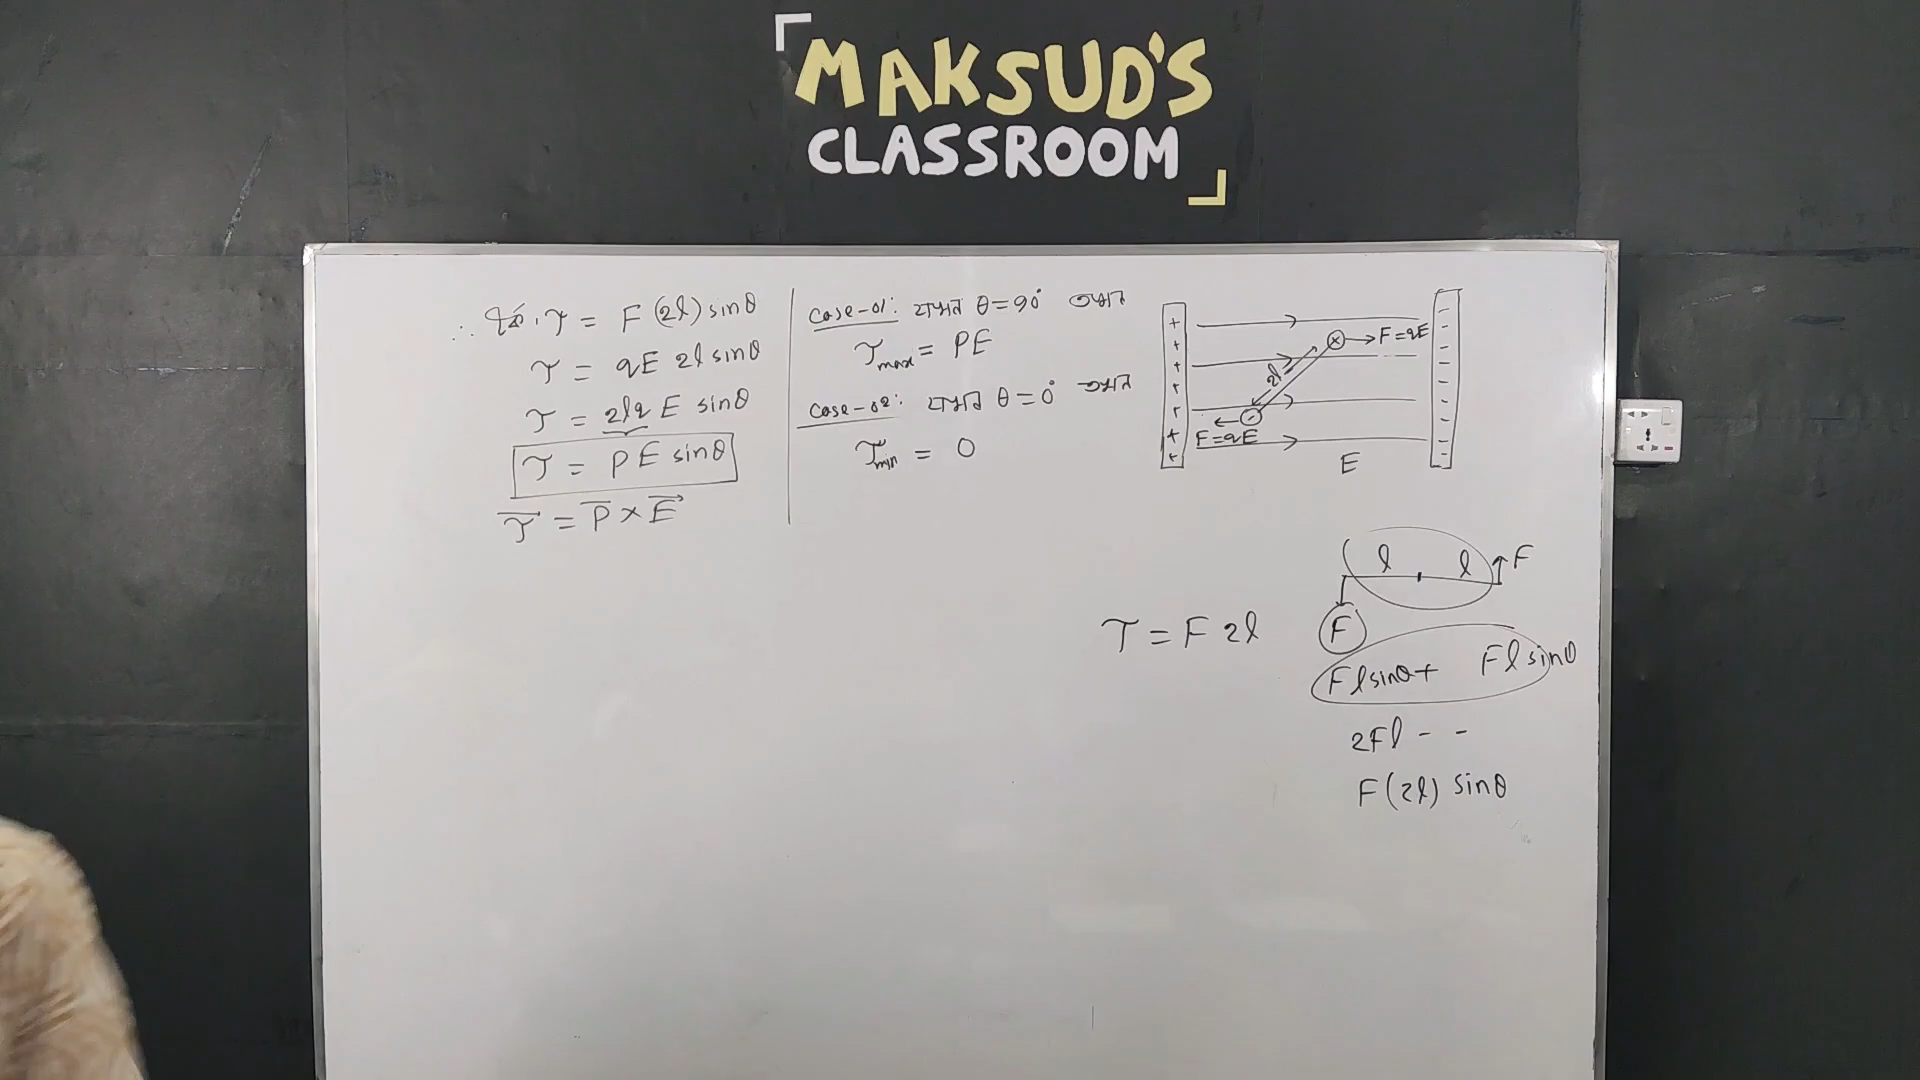 MAKSUD'S
CLASSROOM
∴ টর্ক, τ = F (2l) sinθ
τ = qE 2l sinθ
τ = 2lq E sinθ
τ = PE sinθ
τ = P × E
Case-01: যখন θ = 90° তখন
τmax = PE
Case-02: যখন θ = 0° তখন
τmin = 0
F = qE
2l
F = qE
E
l l F
F
τ = F 2l
Fl sinθ + Fl sinθ
2Fl - -
F(2l) sinθ